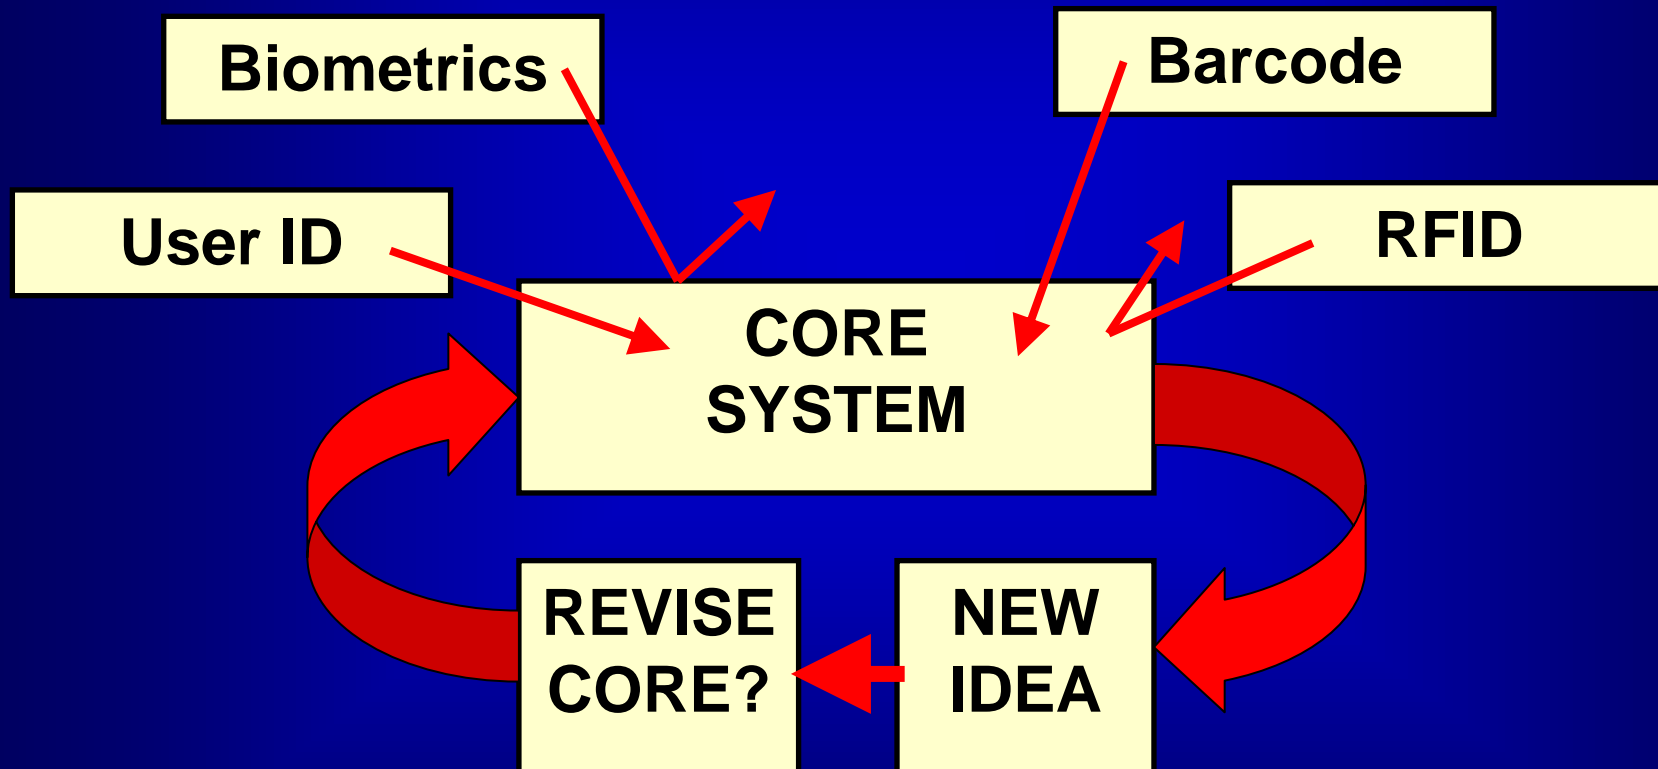 Biometrics
Barcode
User ID
RFID
CORE
SYSTEM
REVISE
CORE?
NEW
IDEA